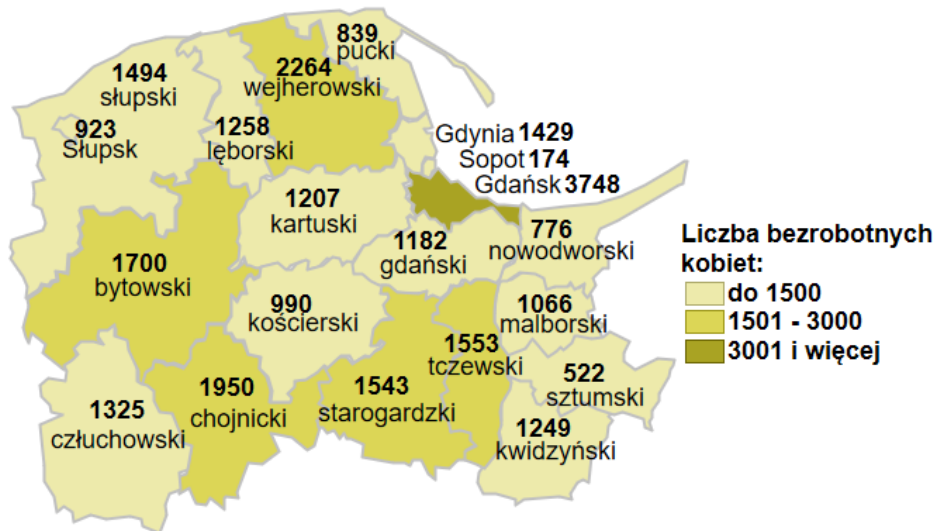 839
pucki
1494
słupski
2264
wejherowski
923
Słupsk
1258
lęborski
Gdynia 1429
Sopot 174
Gdańsk 3748
1207
kartuski
1182
gdański
776
nowodworski
1700
bytowski
990
kościerski
1066
malborski
1553
tczewski
522
sztumski
1325
człuchowski
1950
chojnicki
1543
starogardzki
1249
kwidzyński
Liczba bezrobotnych
kobiet:
do 1500
1501 - 3000
3001 i więcej